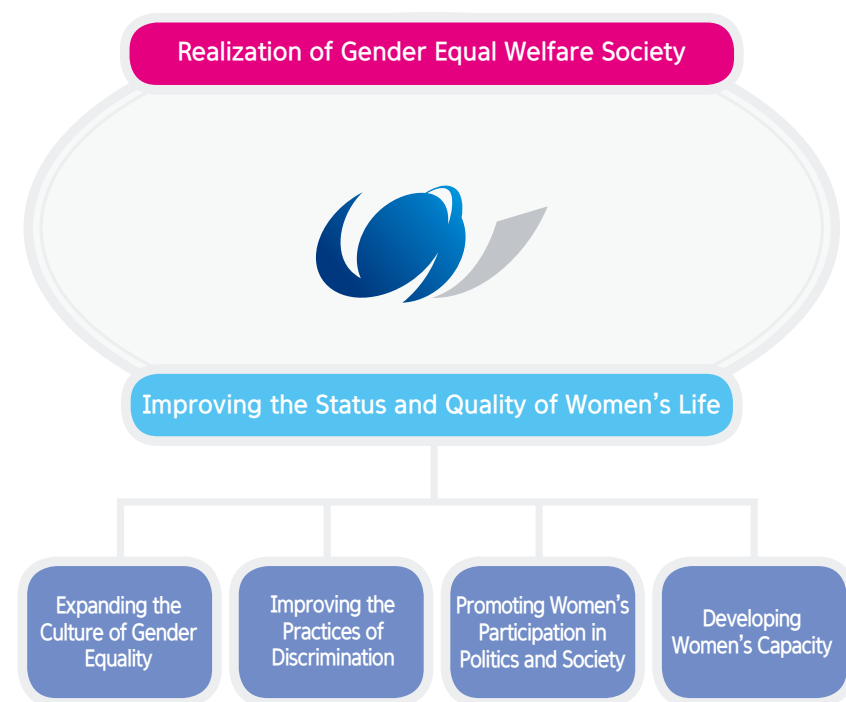 Realization of Gender Equal Welfare Society
Improving the Status and Quality of Women's Life
Expanding the
Culture of Gender
Equality
Improving the
Practices of
Discrimination
Promoting Women's
Participation in
Politics and Society
Developing
Women's Capacity